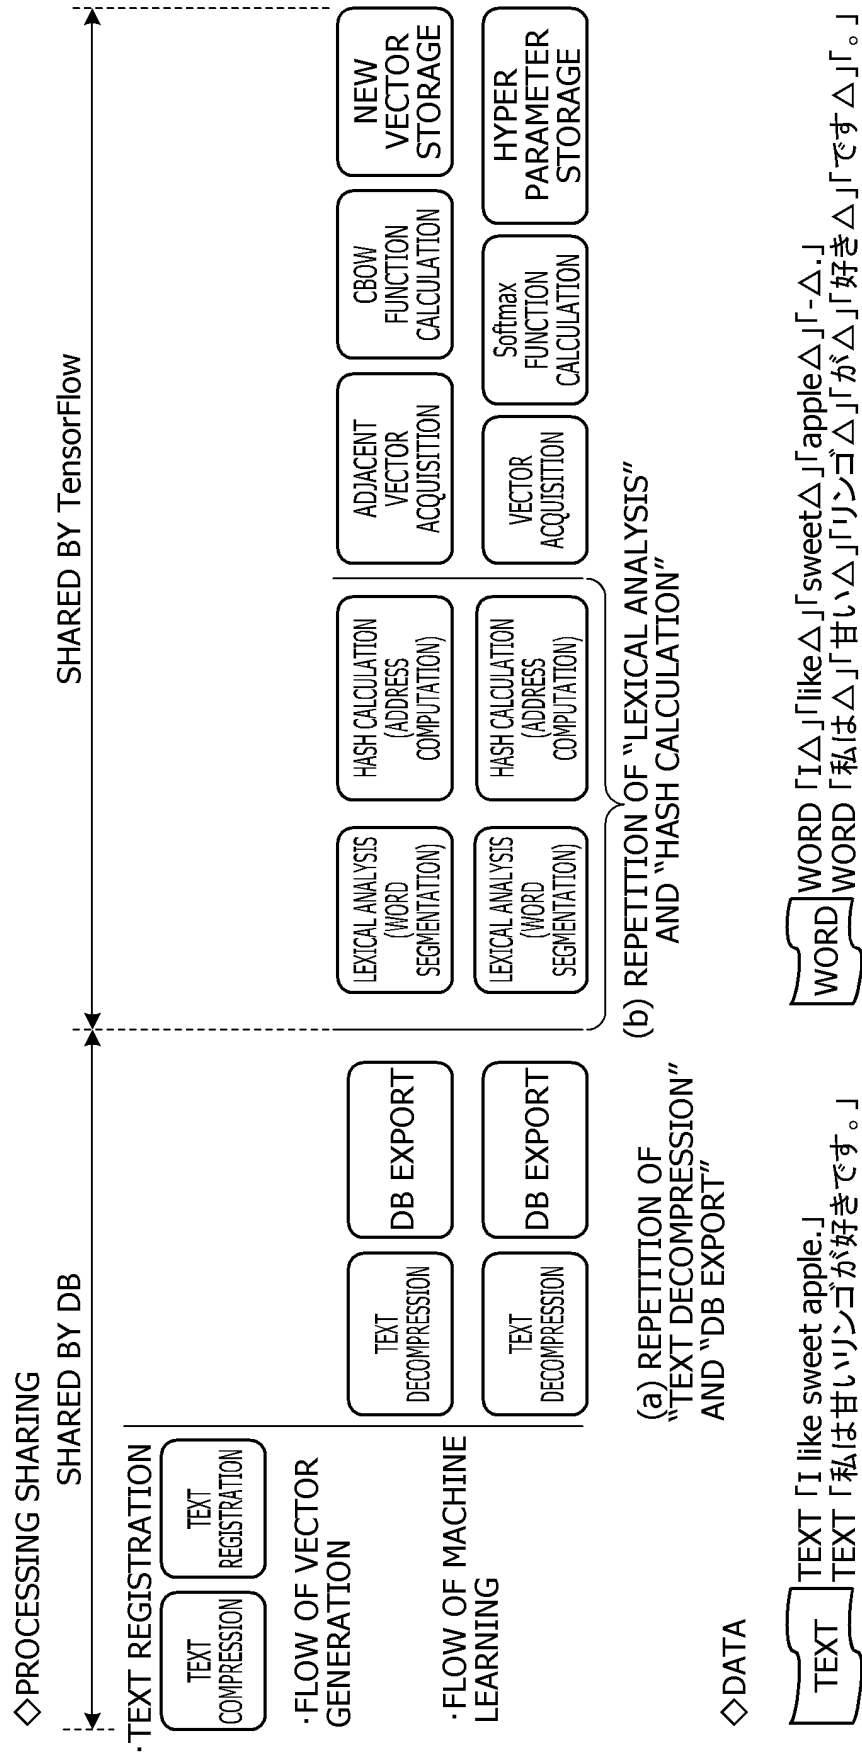 ◇PROCESSING SHARING
SHARED BY DB
SHARED BY TensorFlow
·TEXT REGISTRATION
TEXT
COMPRESSION
TEXT
REGISTRATION
·FLOW OF VECTOR
GENERATION
TEXT
DECOMPRESSION
DB EXPORT
LEXICAL ANALYSIS
(WORD
SEGMENTATION)
HASH CALCULATION
(ADDRESS
COMPUTATION)
ADJACENT
VECTOR
ACQUISITION
CBOW
FUNCTION
CALCULATION
NEW
VECTOR
STORAGE
·FLOW OF MACHINE
LEARNING
TEXT
DECOMPRESSION
DB EXPORT
LEXICAL ANALYSIS
(WORD
SEGMENTATION)
HASH CALCULATION
(ADDRESS
COMPUTATION)
VECTOR
ACQUISITION
Softmax
FUNCTION
CALCULATION
HYPER
PARAMETER
STORAGE
(a) REPETITION OF
"TEXT DECOMPRESSION"
AND "DB EXPORT"
(b) REPETITION OF "LEXICAL ANALYSIS"
AND "HASH CALCULATION"
◇DATA
TEXT
TEXT「I like sweet apple.」
TEXT「私は甘いリンゴが好きです。」
WORD
WORD「I△」「like△」「sweet△」「apple△」「-△.」
WORD「私は△」「甘い△」「リンゴ△」「が△」「好き△」「です△」「。」